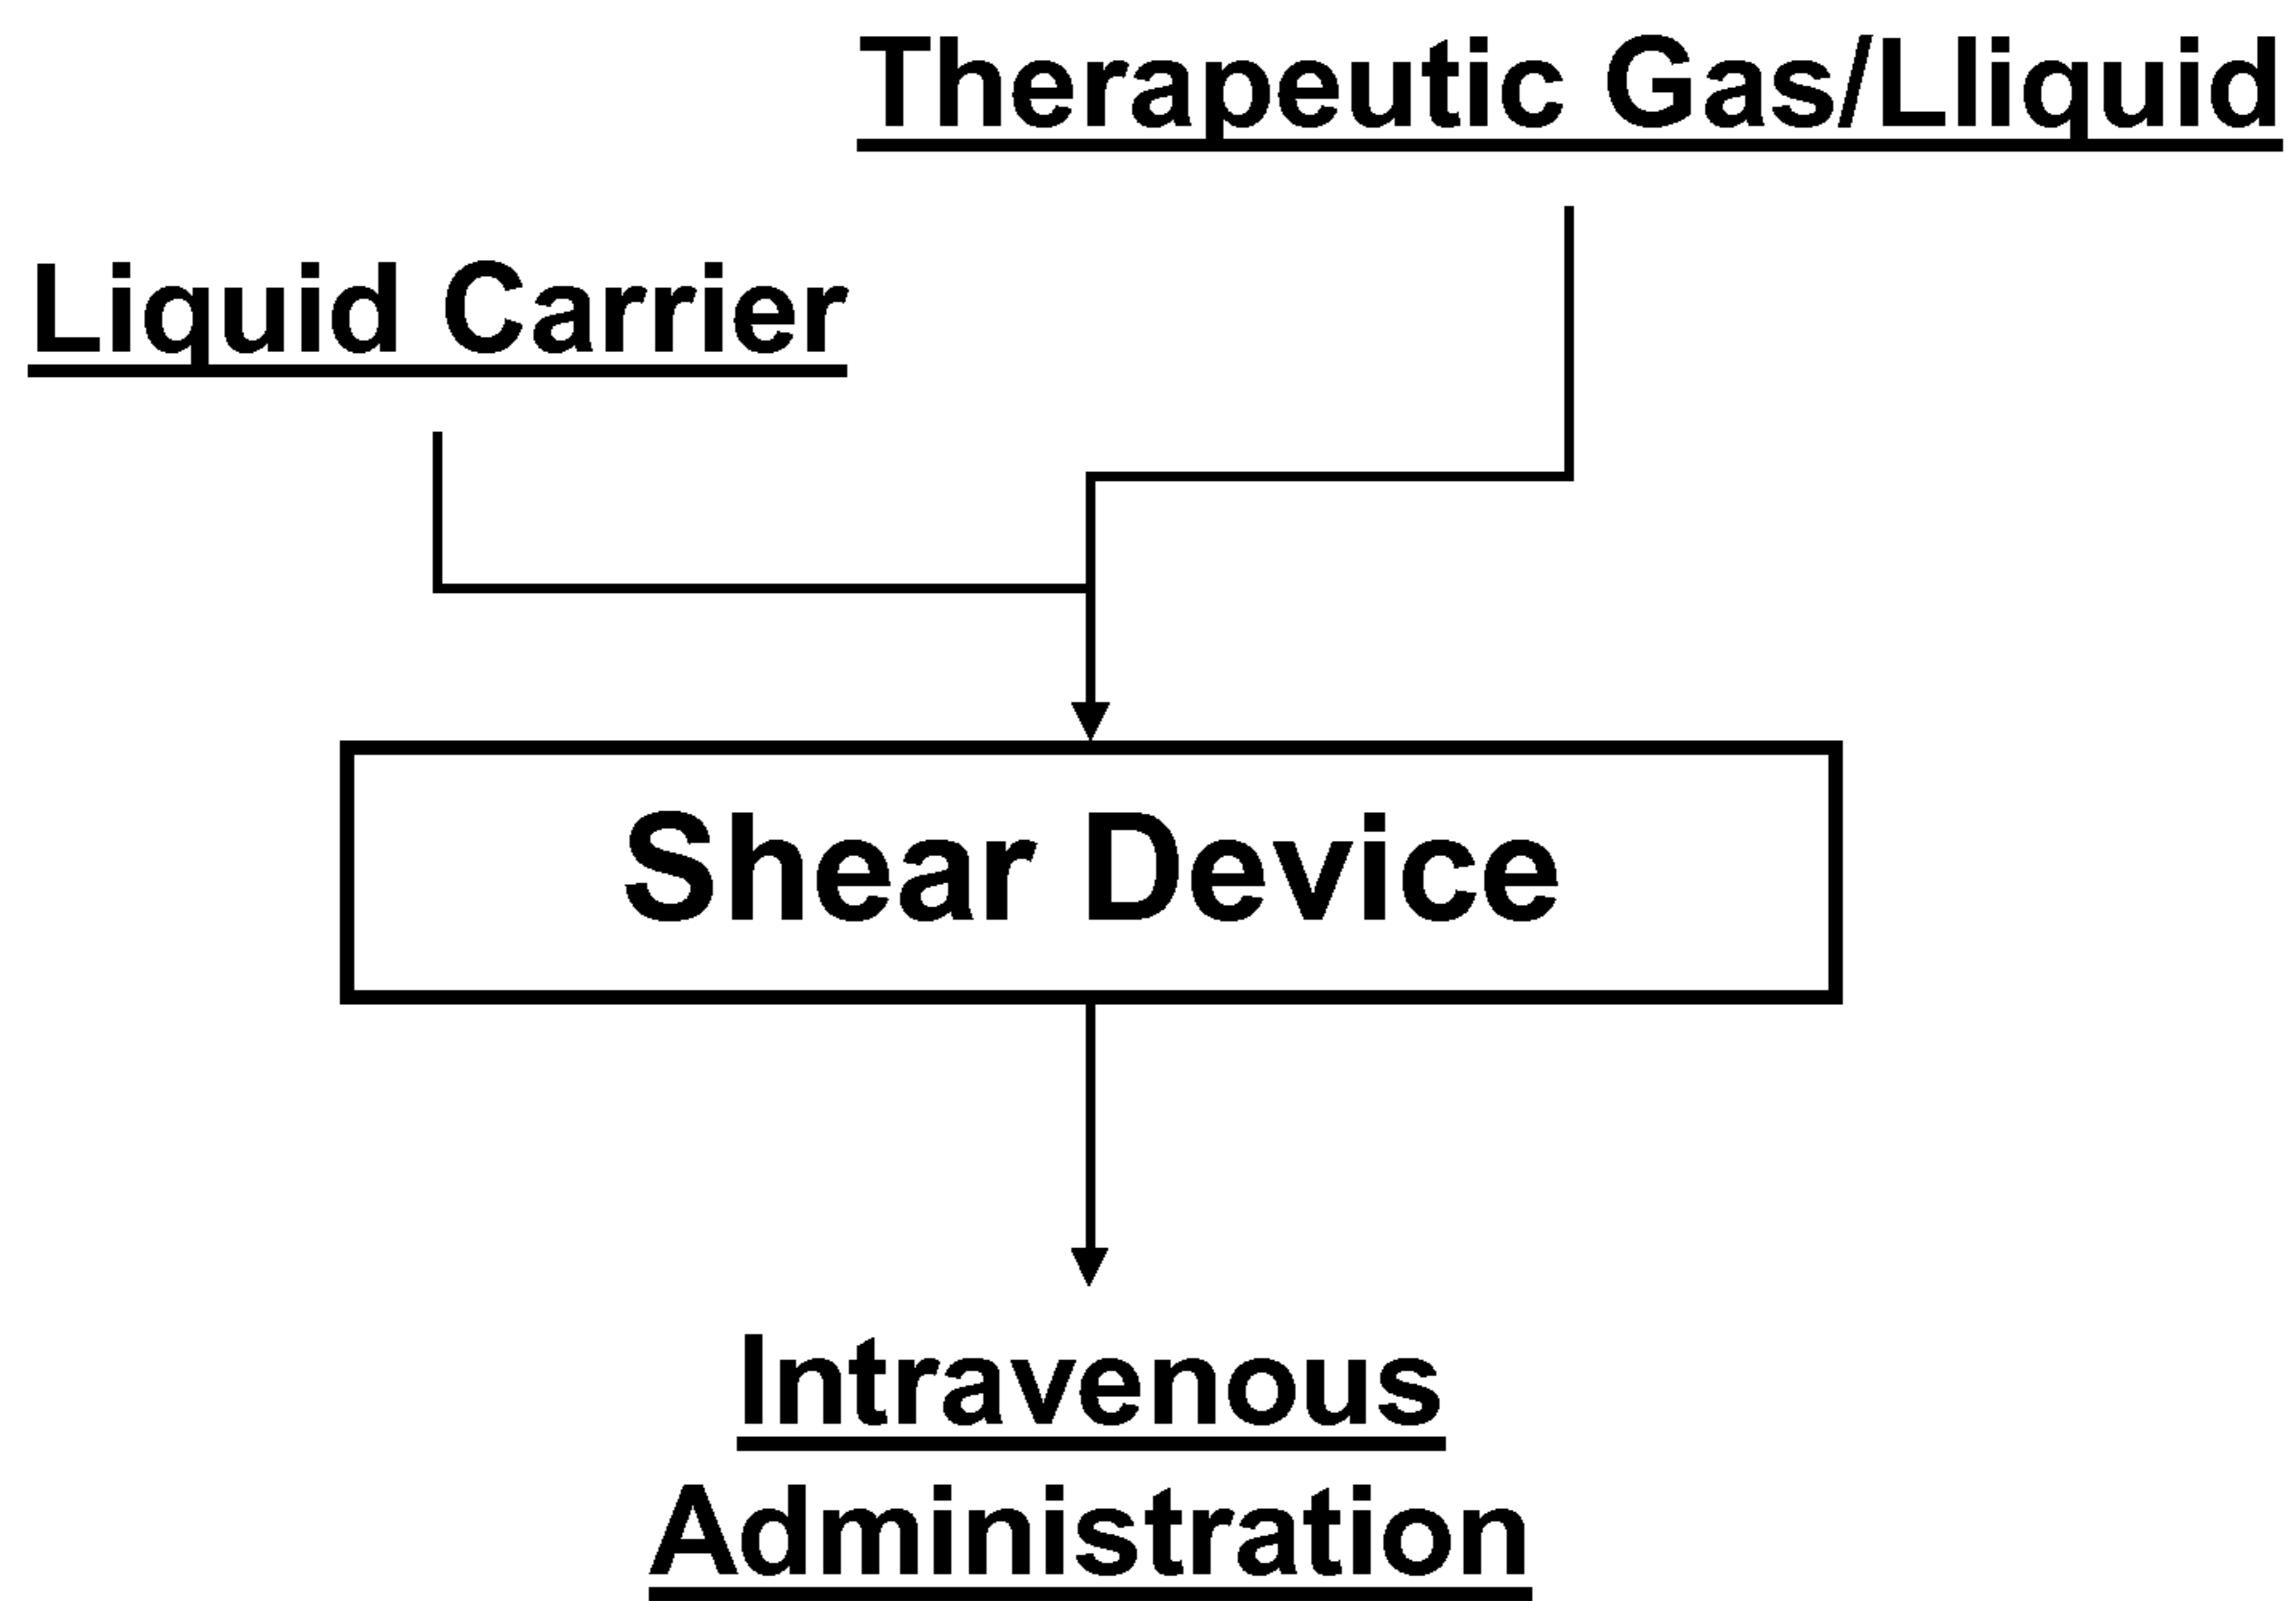 Therapeutic Gas/Lliquid
Liquid Carrier
Shear Device
Intravenous
Administration